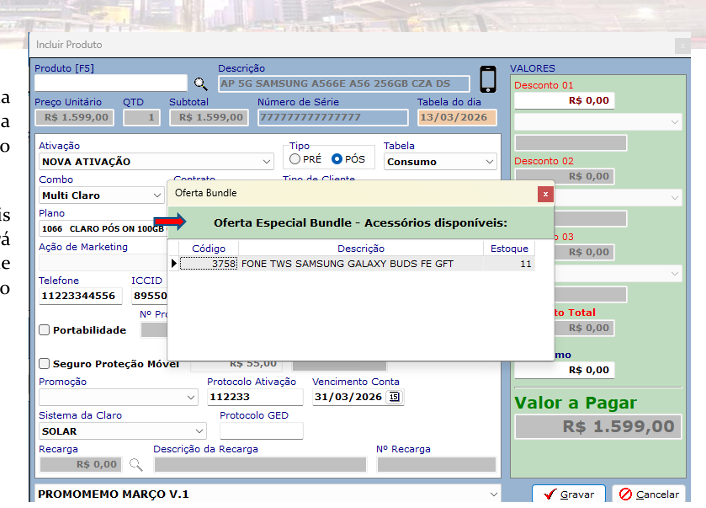 Incluir Produto
x
Produto [F5]
Descrição
AP 5G SAMSUNG A566E A56 256GB CZA DS
Preço Unitário QTD Subtotal Número de Série Tabela do dia
R$ 1.599,00 1 R$ 1.599,00 777777777777777 13/03/2026
Ativação Tipo Tabela
NOVA ATIVAÇÃO PRÉ PÓS Consumo
Combo Contrato Tipo de Cliente
Multi Claro
Plano
1066 CLARO PÓS ON 100GB
Ação de Marketing
Telefone ICCID
11223344556 89550
Nº Pr
Portabilidade
Seguro Proteção Móvel R$ 55,00
Promoção Protocolo Ativação Vencimento Conta
112233 31/03/2026 15
Sistema da Claro Protocolo GED
SOLAR
Recarga Descrição da Recarga Nº Recarga
R$ 0,00
PROMOMEMO MARÇO V.1
Oferta Bundle
x
Oferta Especial Bundle - Acessórios disponíveis:
Código Descrição Estoque
3758 FONE TWS SAMSUNG GALAXY BUDS FE GFT 11
VALORES
Desconto 01
R$ 0,00
Desconto 02
R$ 0,00
o 03
R$ 0,00
to Total
R$ 0,00
mo
R$ 0,00
Valor a Pagar
R$ 1.599,00
Gravar Cancelar
a
a
o
is
rá
e
o